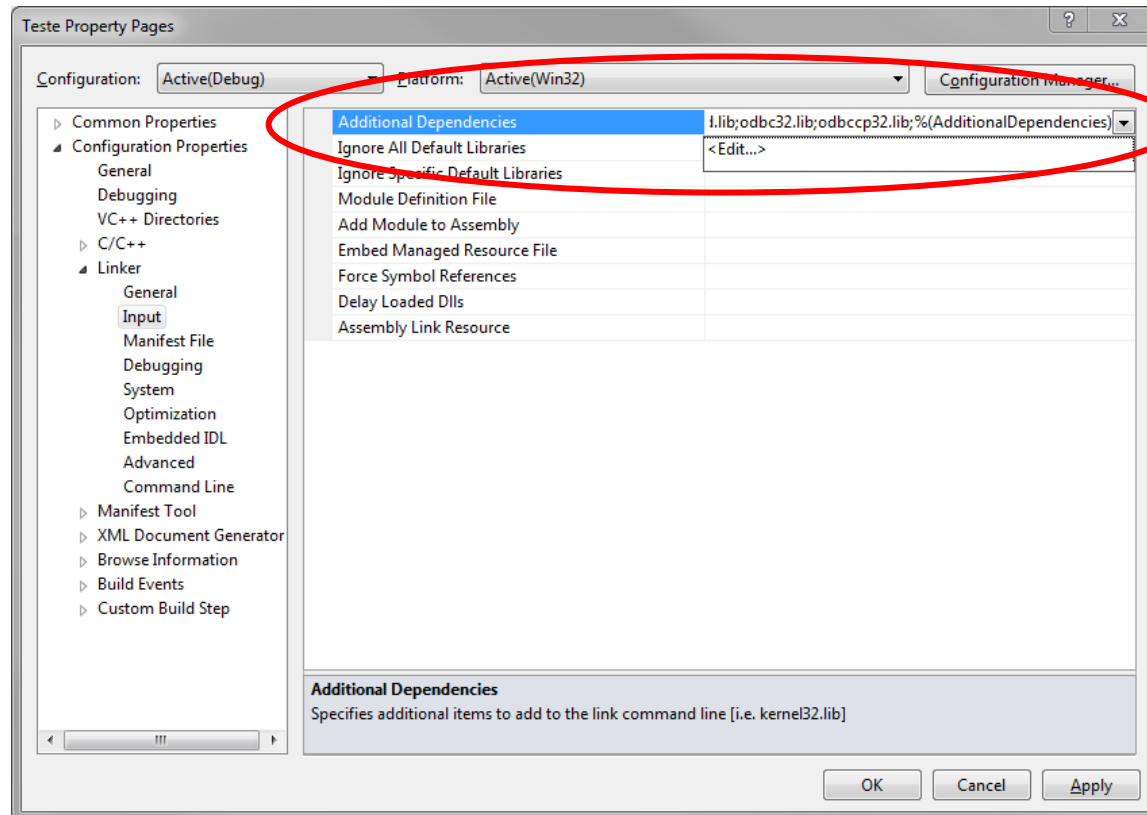 Teste Property Pages
Configuration: Active(Debug) Platform: Active(Win32) Configuration Manager...
Common Properties
Configuration Properties
General
Debugging
VC++ Directories
C/C++
Linker
General
Input
Manifest File
Debugging
System
Optimization
Embedded IDL
Advanced
Command Line
Manifest Tool
XML Document Generator
Browse Information
Build Events
Custom Build Step
Additional Dependencies .lib;odbc32.lib;odbccp32.lib;%(AdditionalDependencies)
Ignore All Default Libraries <Edit...>
Ignore Specific Default Libraries
Module Definition File
Add Module to Assembly
Embed Managed Resource File
Force Symbol References
Delay Loaded Dlls
Assembly Link Resource
Additional Dependencies
Specifies additional items to add to the link command line [i.e. kernel32.lib]
OK Cancel Apply